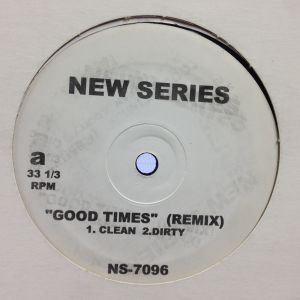 NEW SERIES
a
33 1/3
RPM
"GOOD TIMES" (REMIX)
1. CLEAN 2.DIRTY
NS-7096